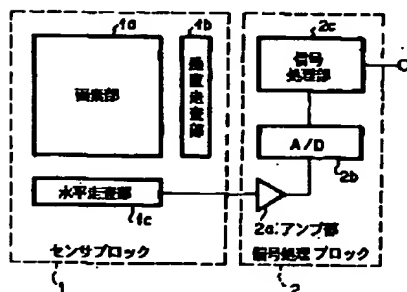 1a
1b
2c
画素部
垂直走査部
信号
処理部
A/D
2b
水平走査部
1c
2a:アンプ部
センサブロック
信号処理ブロック
1
2